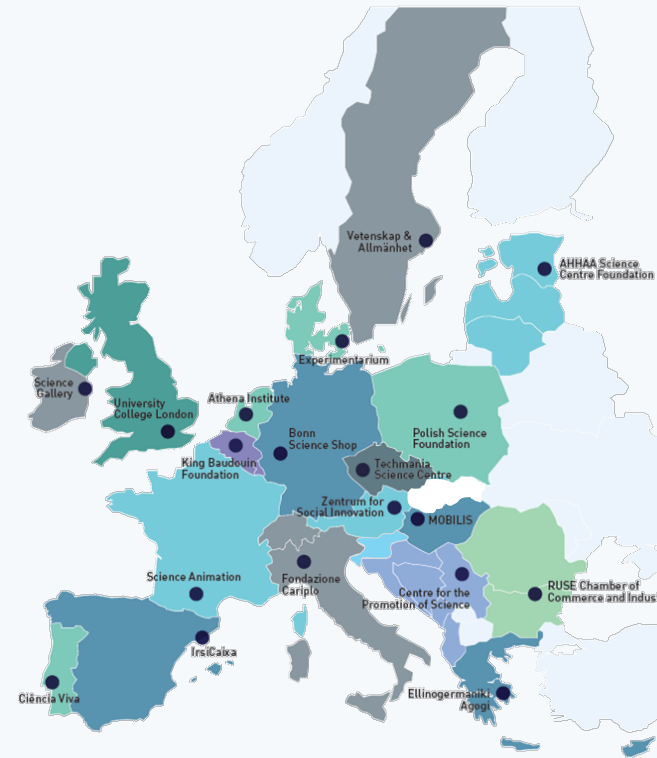 Vetenskap &
Allmänhet
AHHAA Science
Centre Foundation
Experimentarium
Science
Gallery
University
College London
Athena Institute
Polish Science
Foundation
Bonn
Science Shop
King Baudouin
Foundation
Techmania
Science Centre
Zentrum for
Social Innovation
MOBILIS
Science Animation
Fondazione
Cariplo
Centre for the
Promotion of Science
RUSE Chamber of
Commerce and Indus
IrsiCaixa
Ciência Viva
Ellinogermaniki
Agogi